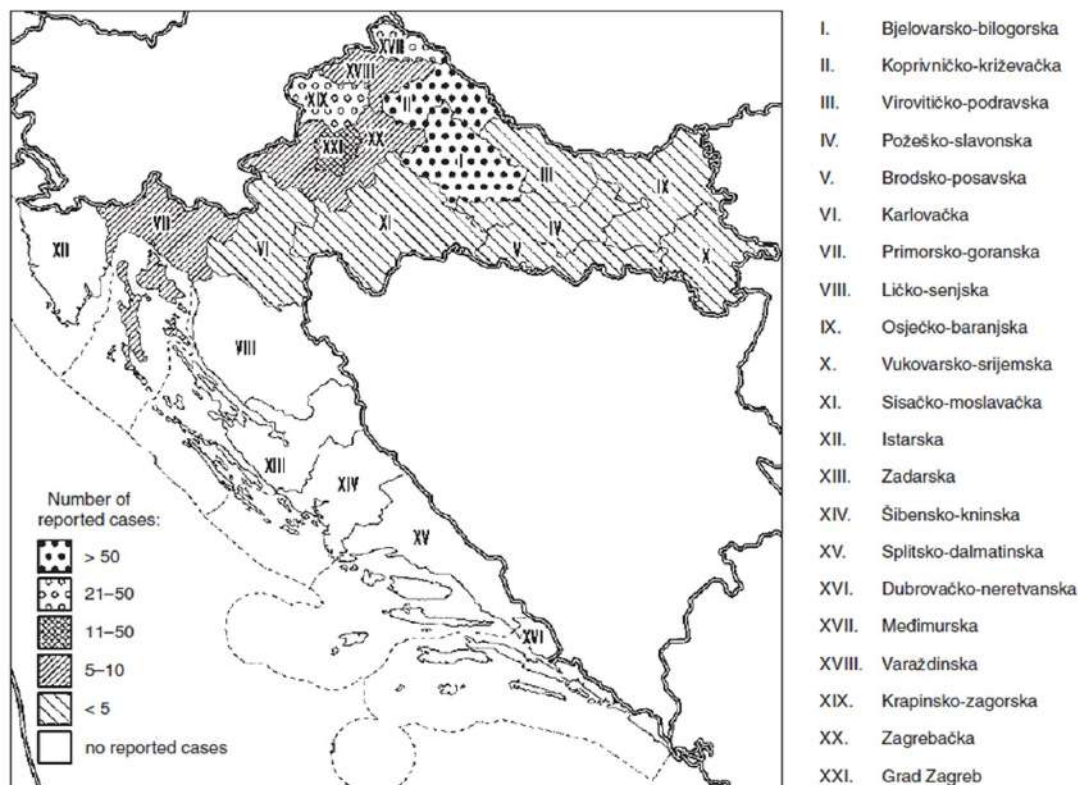 XVII
XVIII
XIX
II
XXI
XX
I
III
IX
VII
XII
VI
XI
IV
V
X
VIII
XIII
XIV
XV
XVI
Number of
reported cases:
> 50
21–50
11–50
5–10
< 5
no reported cases
I. Bjelovarsko-bilogorska
II. Koprivničko-križevačka
III. Virovitičko-podravska
IV. Požeško-slavonska
V. Brodsko-posavska
VI. Karlovačka
VII. Primorsko-goranska
VIII. Ličko-senjska
IX. Osječko-baranjska
X. Vukovarsko-srijemska
XI. Sisačko-moslavačka
XII. Istarska
XIII. Zadarska
XIV. Šibensko-kninska
XV. Splitsko-dalmatinska
XVI. Dubrovačko-neretvanska
XVII. Međimurska
XVIII. Varaždinska
XIX. Krapinsko-zagorska
XX. Zagrebačka
XXI. Grad Zagreb